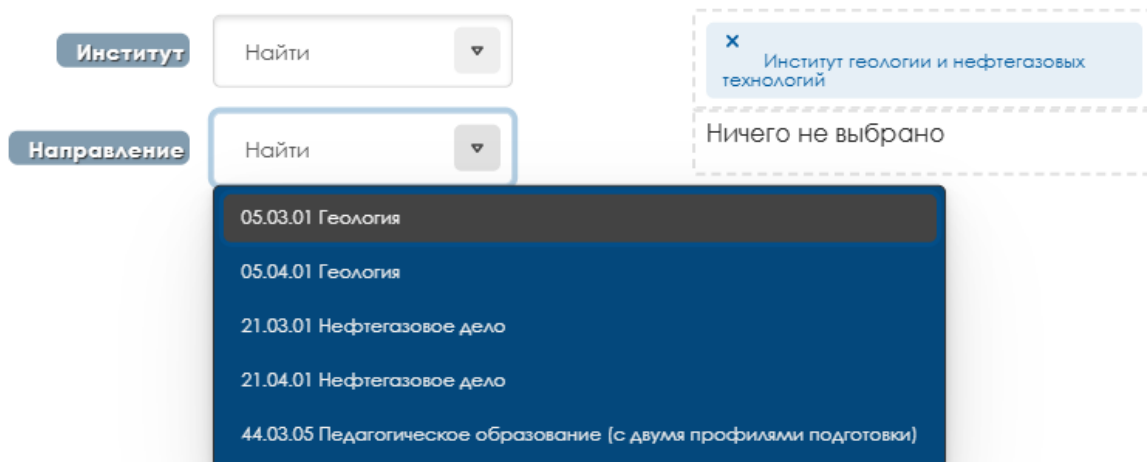 Институт
Найти
×
Институт геологии и нефтегазовых
технологий
Направление
Найти
Ничего не выбрано
05.03.01 Геология
05.04.01 Геология
21.03.01 Нефтегазовое дело
21.04.01 Нефтегазовое дело
44.03.05 Педагогическое образование (с двумя профилями подготовки)